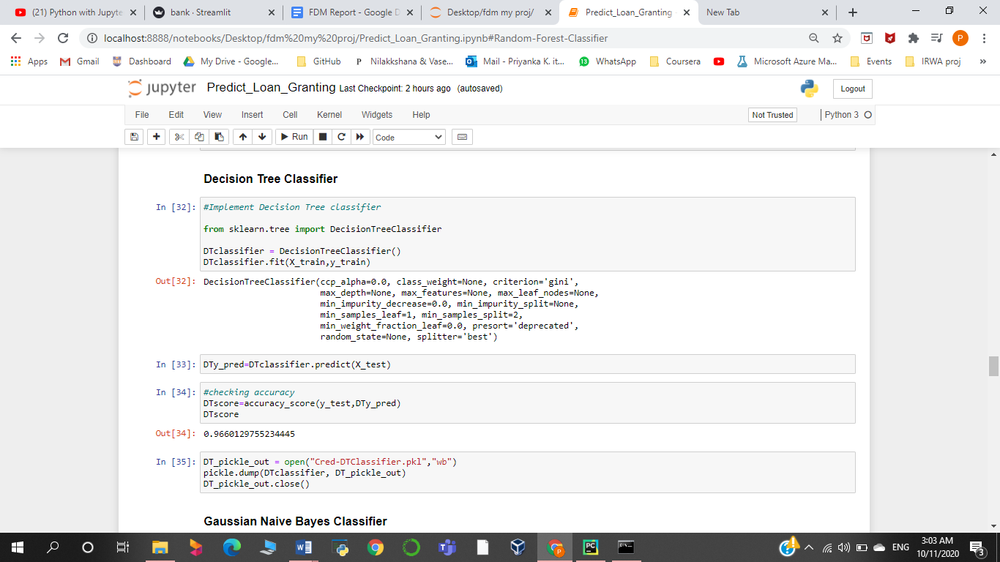 (21) Python with Jupyte
bank · Streamlit
FDM Report - Google D
Desktop/fdm my proj/
Predict_Loan_Granting
New Tab
localhost:8888/notebooks/Desktop/fdm%20my%20proj/Predict_Loan_Granting.ipynb#Random-Forest-Classifier
P
Apps
Gmail
Dashboard
My Drive - Google...
GitHub
P Nilakkshana & Vase...
Mail - Priyanka K. it...
13 WhatsApp
Coursera
Microsoft Azure Ma...
Events
IRWA proj
»
jupyter Predict_Loan_Granting Last Checkpoint: 2 hours ago (autosaved)
Logout
File Edit View Insert Cell Kernel Widgets Help
Not Trusted
Python 3
Run
Code
Decision Tree Classifier
In [32]: #Implement Decision Tree classifier
from sklearn.tree import DecisionTreeClassifier
DTclassifier = DecisionTreeClassifier()
DTclassifier.fit(X_train,y_train)
Out[32]: DecisionTreeClassifier(ccp_alpha=0.0, class_weight=None, criterion='gini',
max_depth=None, max_features=None, max_leaf_nodes=None,
min_impurity_decrease=0.0, min_impurity_split=None,
min_samples_leaf=1, min_samples_split=2,
min_weight_fraction_leaf=0.0, presort='deprecated',
random_state=None, splitter='best')
In [33]: DTy_pred=DTclassifier.predict(X_test)
In [34]: #checking accuracy
DTscore=accuracy_score(y_test,DTy_pred)
DTscore
Out[34]: 0.9660129755234445
In [35]: DT_pickle_out = open("Cred-DTClassifier.pkl","wb")
pickle.dump(DTclassifier, DT_pickle_out)
DT_pickle_out.close()
Gaussian Naive Bayes Classifier
ENG
3:03 AM
10/11/2020
3